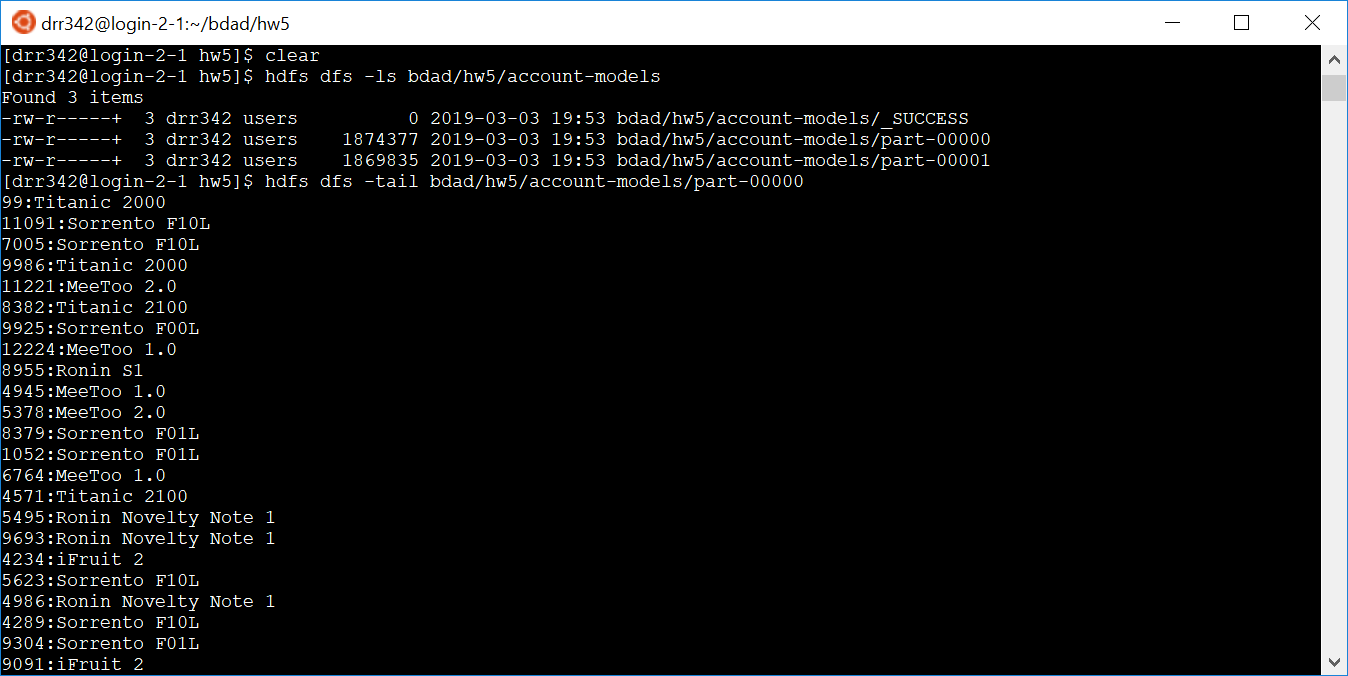 drr342@login-2-1:~/bdad/hw5
[drr342@login-2-1 hw5]$ clear
[drr342@login-2-1 hw5]$ hdfs dfs -ls bdad/hw5/account-models
Found 3 items
-rw-r-----+  3 drr342 users          0 2019-03-03 19:53 bdad/hw5/account-models/_SUCCESS
-rw-r-----+  3 drr342 users    1874377 2019-03-03 19:53 bdad/hw5/account-models/part-00000
-rw-r-----+  3 drr342 users    1869835 2019-03-03 19:53 bdad/hw5/account-models/part-00001
[drr342@login-2-1 hw5]$ hdfs dfs -tail bdad/hw5/account-models/part-00000
99:Titanic 2000
11091:Sorrento F10L
7005:Sorrento F10L
9986:Titanic 2000
11221:MeeToo 2.0
8382:Titanic 2100
9925:Sorrento F00L
12224:MeeToo 1.0
8955:Ronin S1
4945:MeeToo 1.0
5378:MeeToo 2.0
8379:Sorrento F01L
1052:Sorrento F01L
6764:MeeToo 1.0
4571:Titanic 2100
5495:Ronin Novelty Note 1
9693:Ronin Novelty Note 1
4234:iFruit 2
5623:Sorrento F10L
4986:Ronin Novelty Note 1
4289:Sorrento F10L
9304:Sorrento F01L
9091:iFruit 2